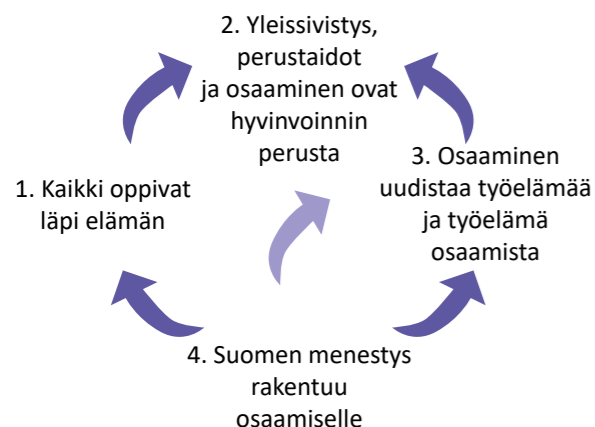 2. Yleissivistys,
perustaidot
ja osaaminen ovat
hyvinvoinnin
perusta
1. Kaikki oppivat
läpi elämän
3. Osaaminen
uudistaa työelämää
ja työelämä
osaamista
4. Suomen menestys
rakentuu
osaamiselle